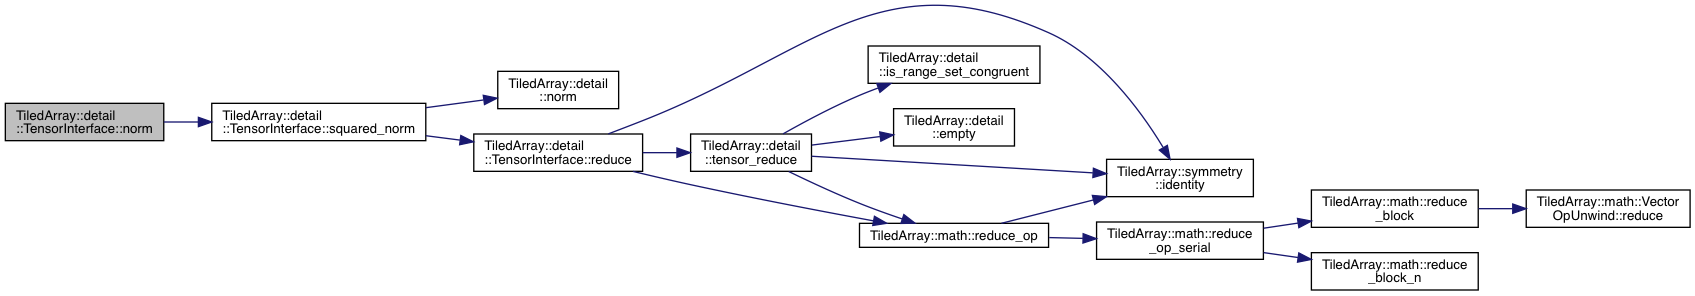 TiledArray::detail
::TensorInterface::norm
TiledArray::detail
::TensorInterface::squared_norm
TiledArray::detail
::norm
TiledArray::detail
::TensorInterface::reduce
TiledArray::detail
::tensor_reduce
TiledArray::detail
::is_range_set_congruent
TiledArray::detail
::empty
TiledArray::symmetry
::identity
TiledArray::math::reduce_op
TiledArray::math::reduce
_op_serial
TiledArray::math::reduce
_block
TiledArray::math::Vector
OpUnwind::reduce
TiledArray::math::reduce
_block_n